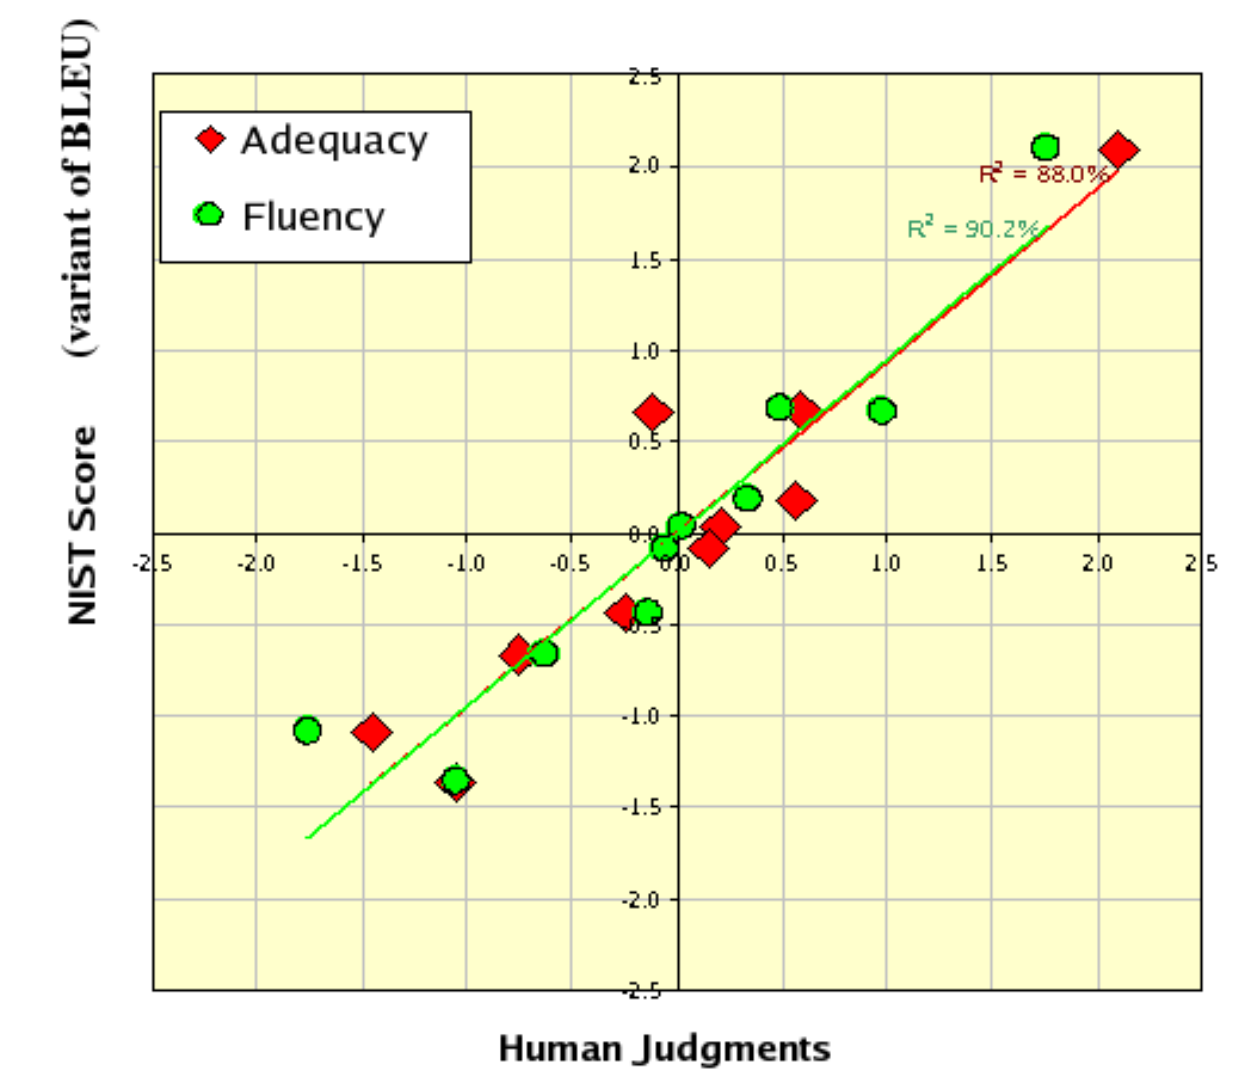 (variant of BLEU)
NIST Score
Adequacy
Fluency
2.5
2.0
R² = 88.0%
R² = 90.2%
1.5
1.0
0.5
0.0
-2.5 -2.0 -1.5 -1.0 -0.5 0.0 0.5 1.0 1.5 2.0 2.5
-0.5
-1.0
-1.5
-2.0
-2.5
Human Judgments